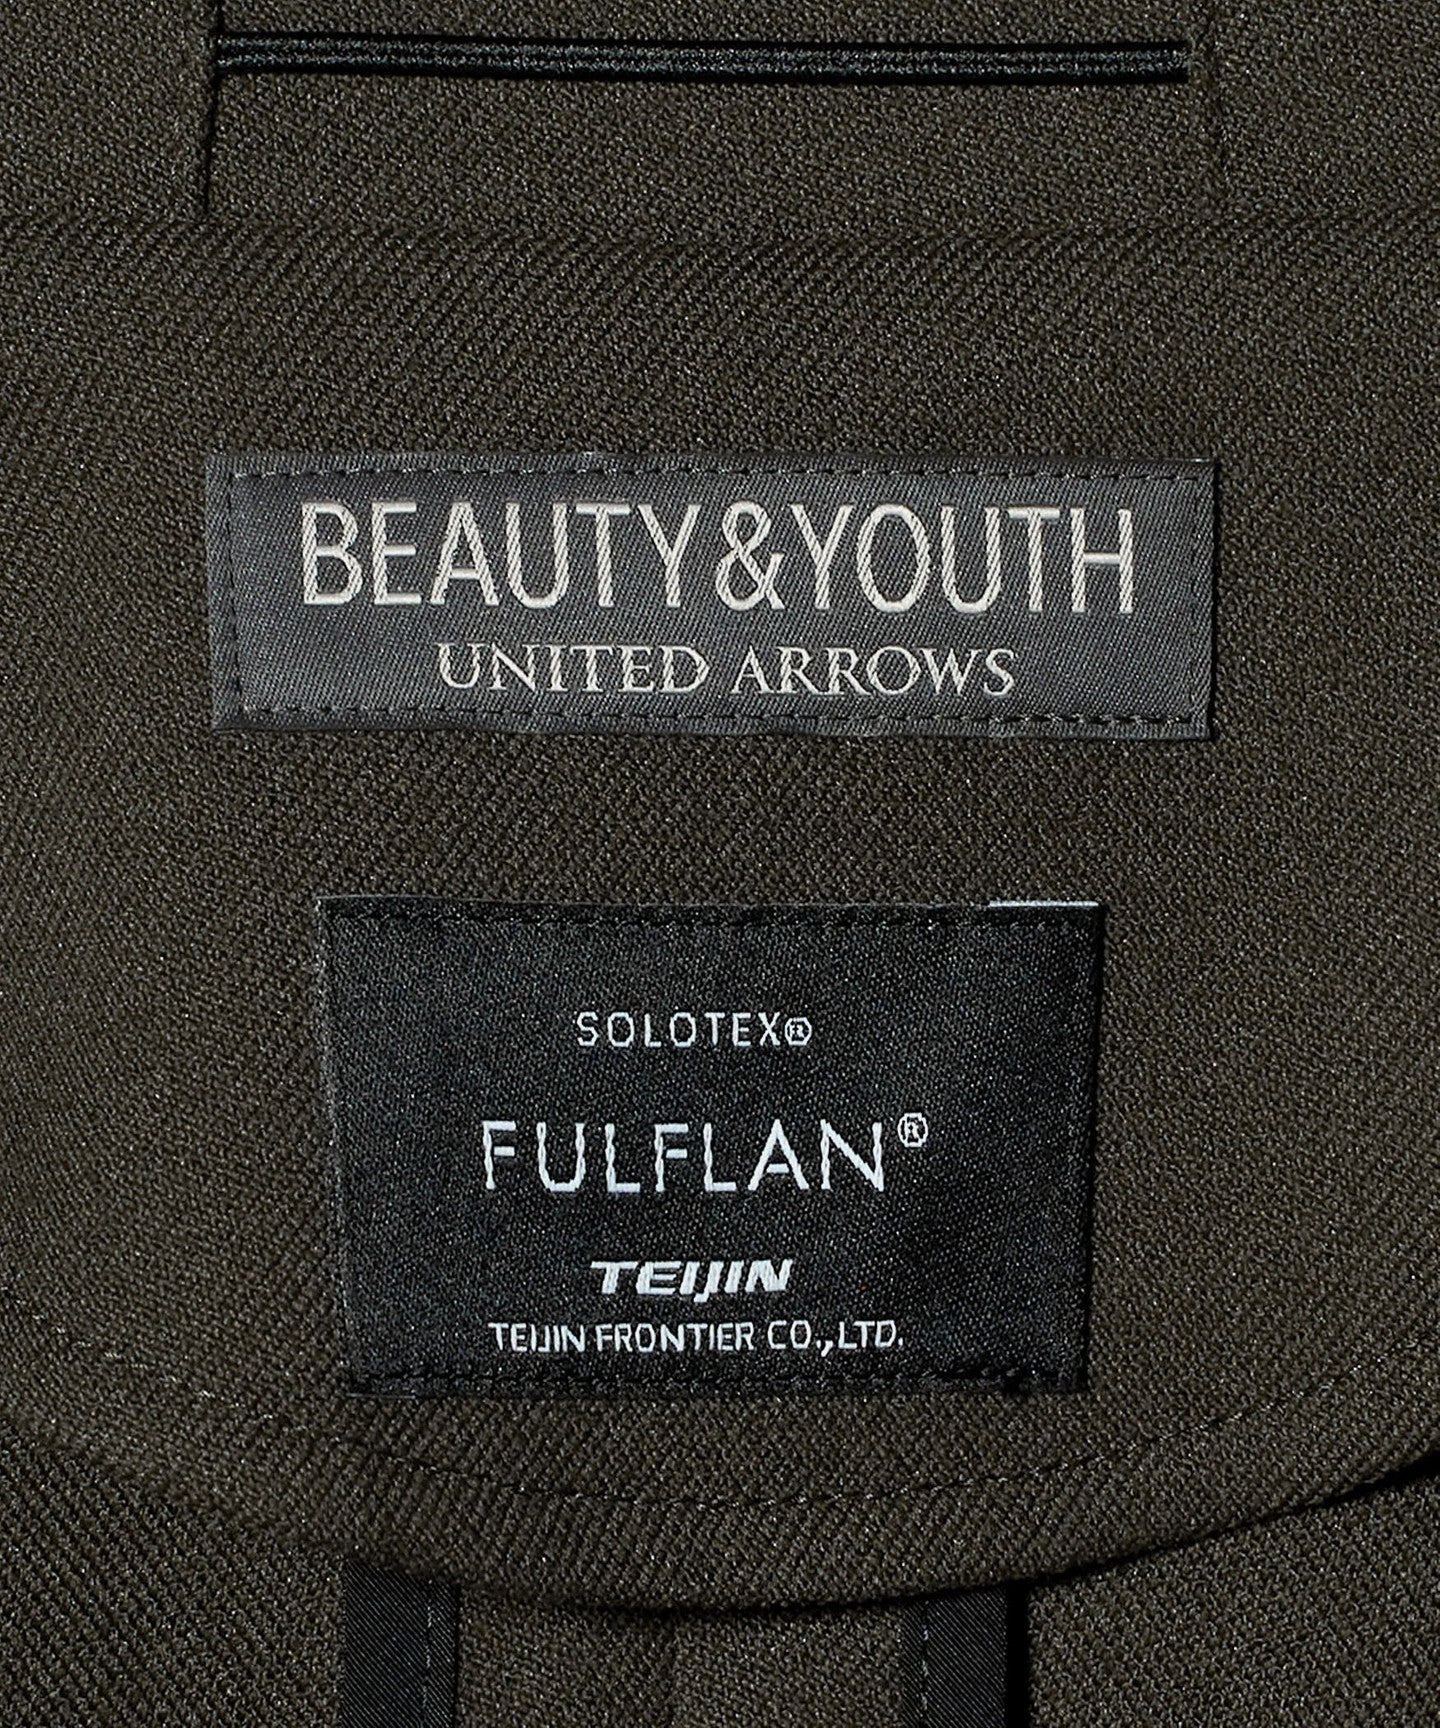 BEAUTY&YOUTH
UNITED ARROWS
SOLOTEX®
FULFLAN®
TEIJIN
TEIJIN FRONTIER CO.,LTD.